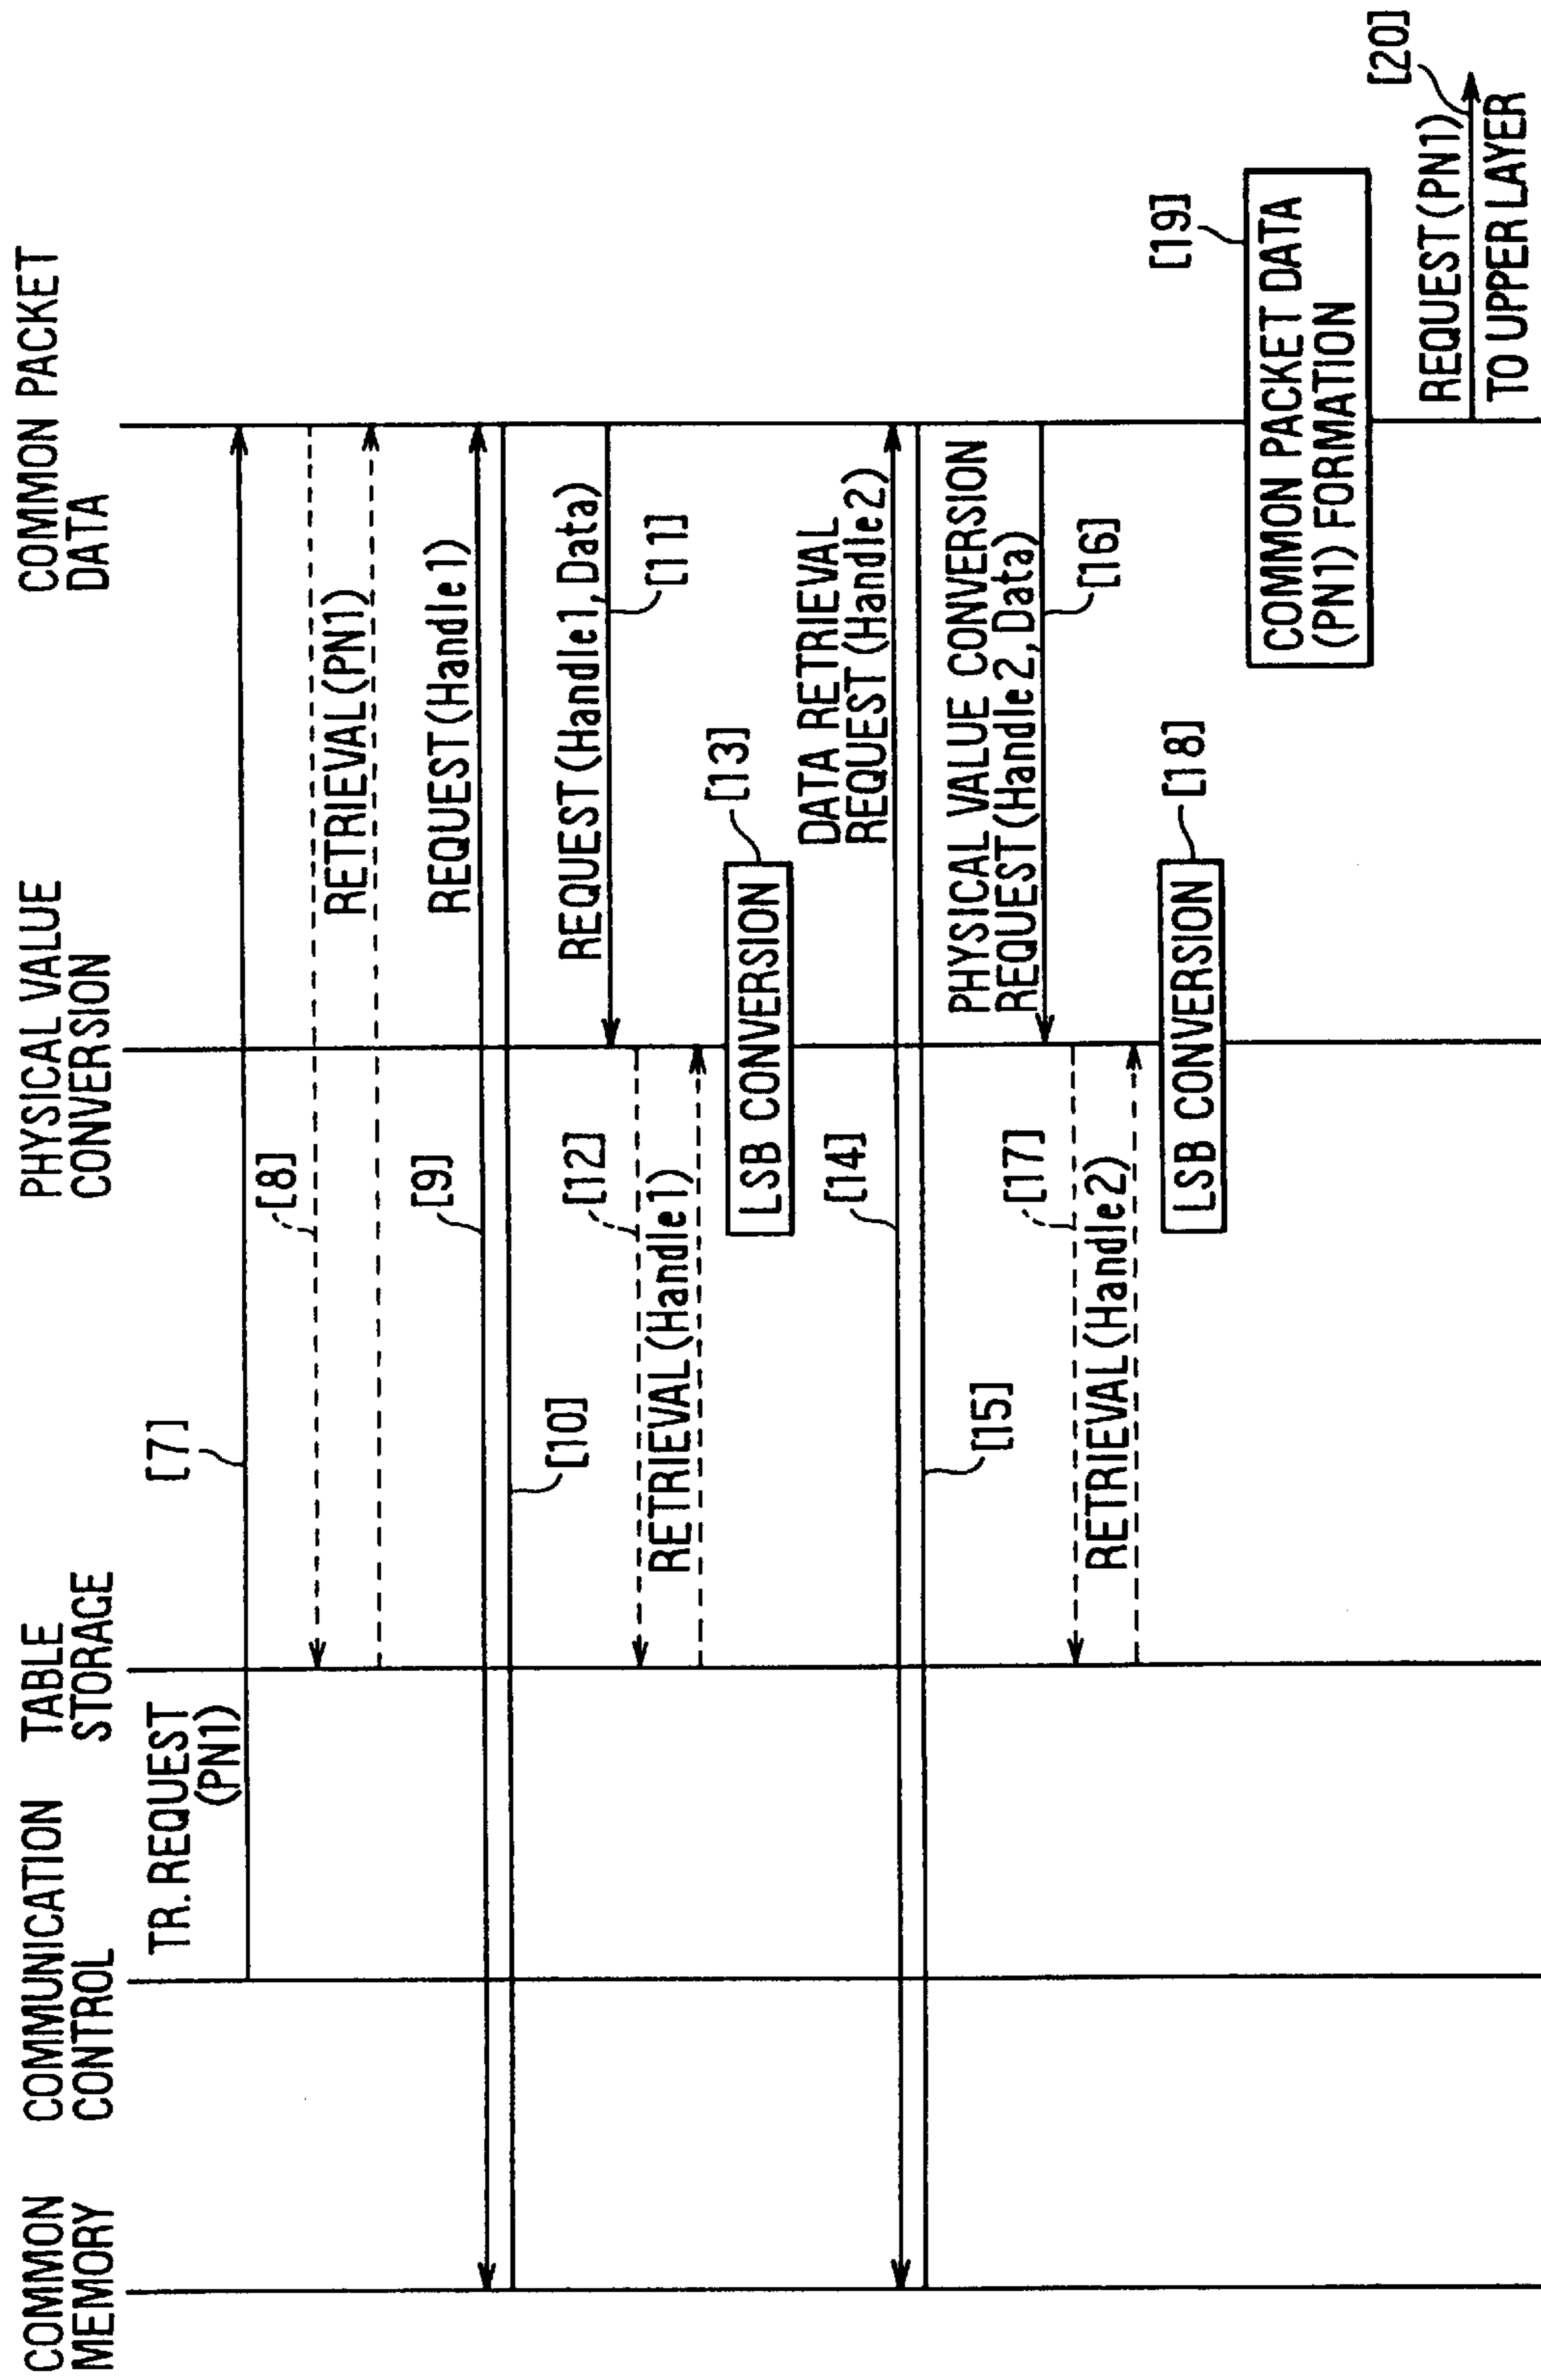 COMMON
MEMORY
COMMUNICATION
CONTROL
TABLE
STORAGE
PHYSICAL VALUE
CONVERSION
COMMON PACKET
DATA
TR.REQUEST
(PN1)
[7]
[8]
RETRIEVAL(PN1)
[9]
REQUEST(Handle1)
[10]
REQUEST(Handle1,Data)
[11]
[12]
RETRIEVAL(Handle1)
[13]
LSB CONVERSION
[14]
DATA RETRIEVAL
REQUEST(Handle2)
[15]
PHYSICAL VALUE CONVERSION
REQUEST(Handle2,Data)
[16]
[17]
RETRIEVAL(Handle2)
[18]
LSB CONVERSION
[19]
COMMON PACKET DATA
(PN1) FORMATION
REQUEST(PN1)
[20]
TO UPPER LAYER